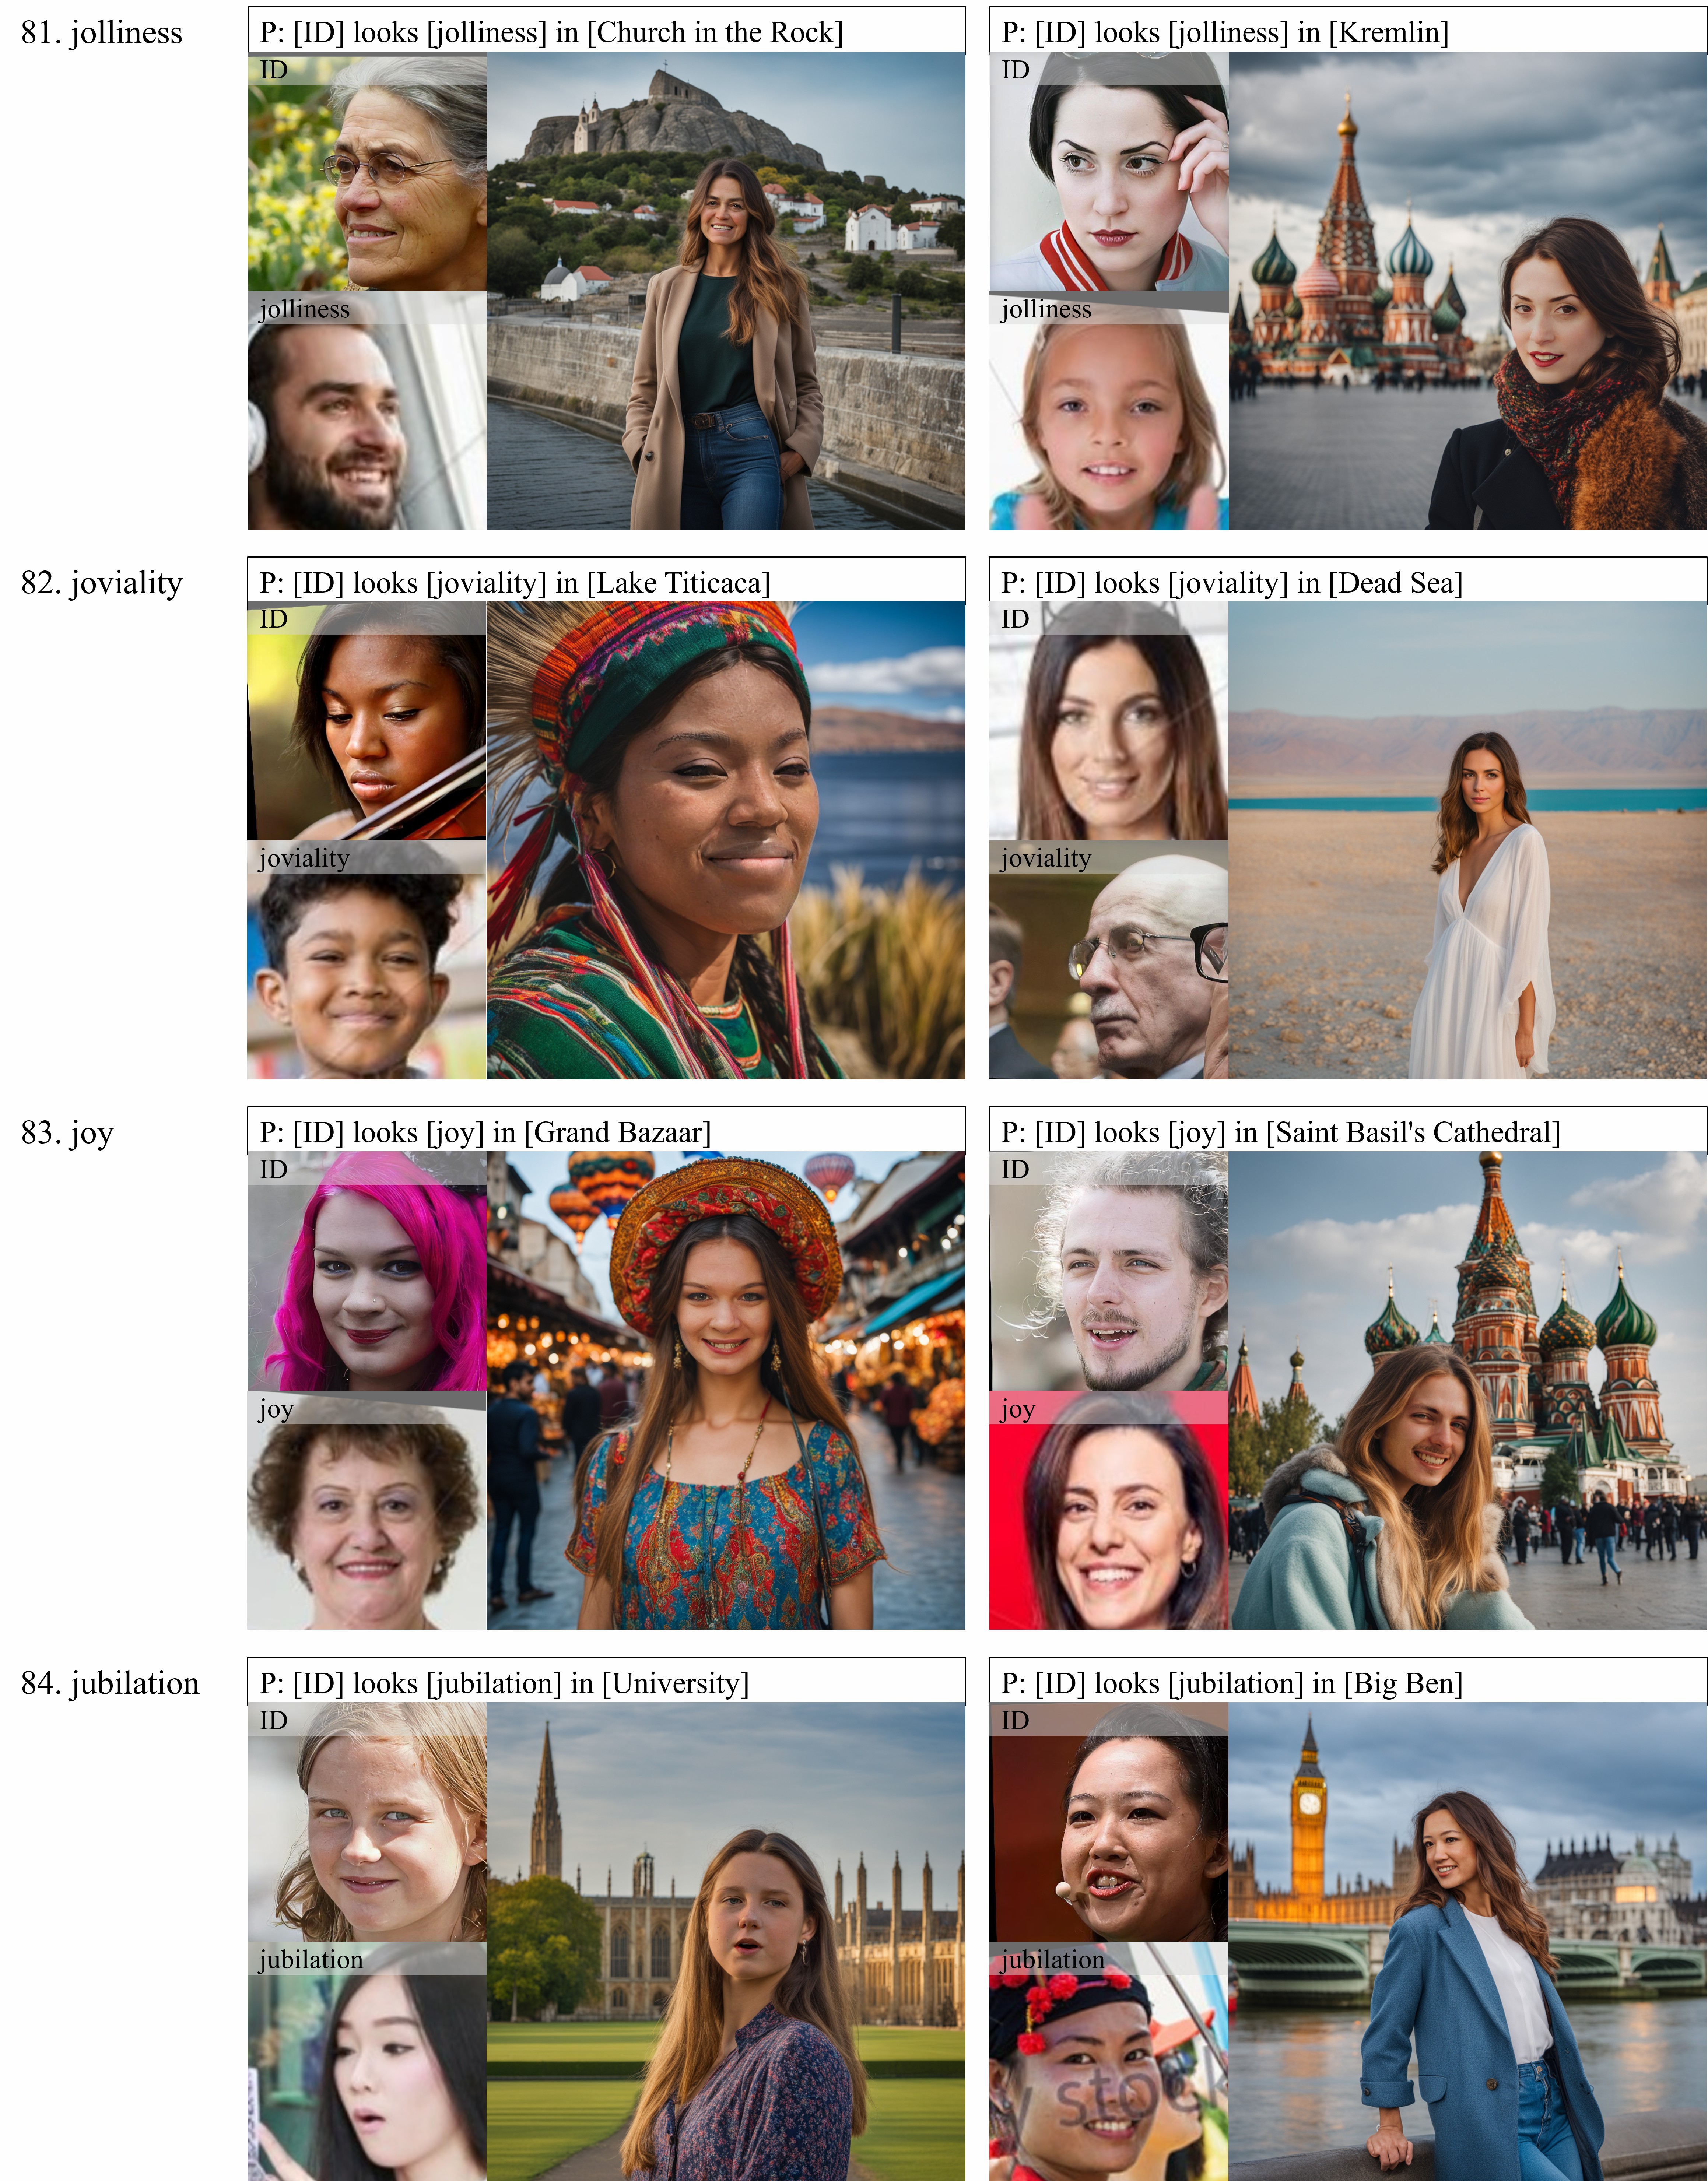 81. jolliness
P: [ID] looks [jolliness] in [Church in the Rock]
ID
jolliness
P: [ID] looks [jolliness] in [Kremlin]
ID
jolliness
82. joviality
P: [ID] looks [joviality] in [Lake Titicaca]
ID
joviality
P: [ID] looks [joviality] in [Dead Sea]
ID
joviality
83. joy
P: [ID] looks [joy] in [Grand Bazaar]
ID
joy
P: [ID] looks [joy] in [Saint Basil's Cathedral]
ID
joy
84. jubilation
P: [ID] looks [jubilation] in [University]
ID
jubilation
P: [ID] looks [jubilation] in [Big Ben]
ID
jubilation
y stock